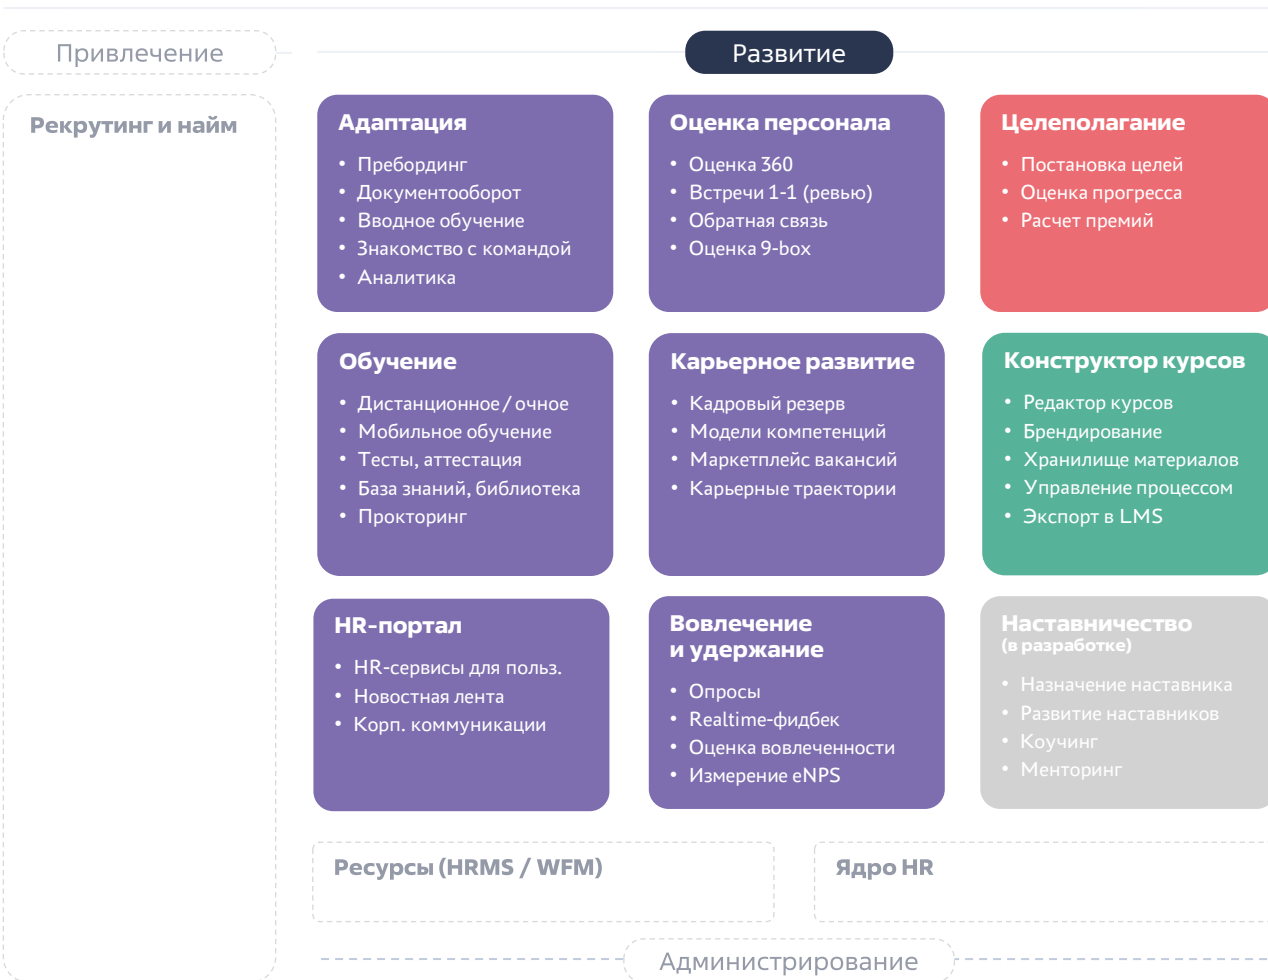 Привлечение
Развитие
Рекрутинг и найм
Адаптация
• Пребординг
• Документооборот
• Вводное обучение
• Знакомство с командой
• Аналитика
Оценка персонала
• Оценка 360
• Встречи 1-1 (ревью)
• Обратная связь
• Оценка 9-box
Целеполагание
• Постановка целей
• Оценка прогресса
• Расчет премий
Обучение
• Дистанционное / очное
• Мобильное обучение
• Тесты, аттестация
• База знаний, библиотека
• Прокторинг
Карьерное развитие
• Кадровый резерв
• Модели компетенций
• Маркетплейс вакансий
• Карьерные траектории
Конструктор курсов
• Редактор курсов
• Брендирование
• Хранилище материалов
• Управление процессом
• Экспорт в LMS
HR-портал
• HR-сервисы для польз.
• Новостная лента
• Корп. коммуникации
Вовлечение
и удержание
• Опросы
• Realtime-фидбек
• Оценка вовлеченности
• Измерение eNPS
Наставничество
(в разработке)
• Назначение наставника
• Развитие наставников
• Коучинг
• Менторинг
Ресурсы (HRMS / WFM)
Ядро HR
Администрирование